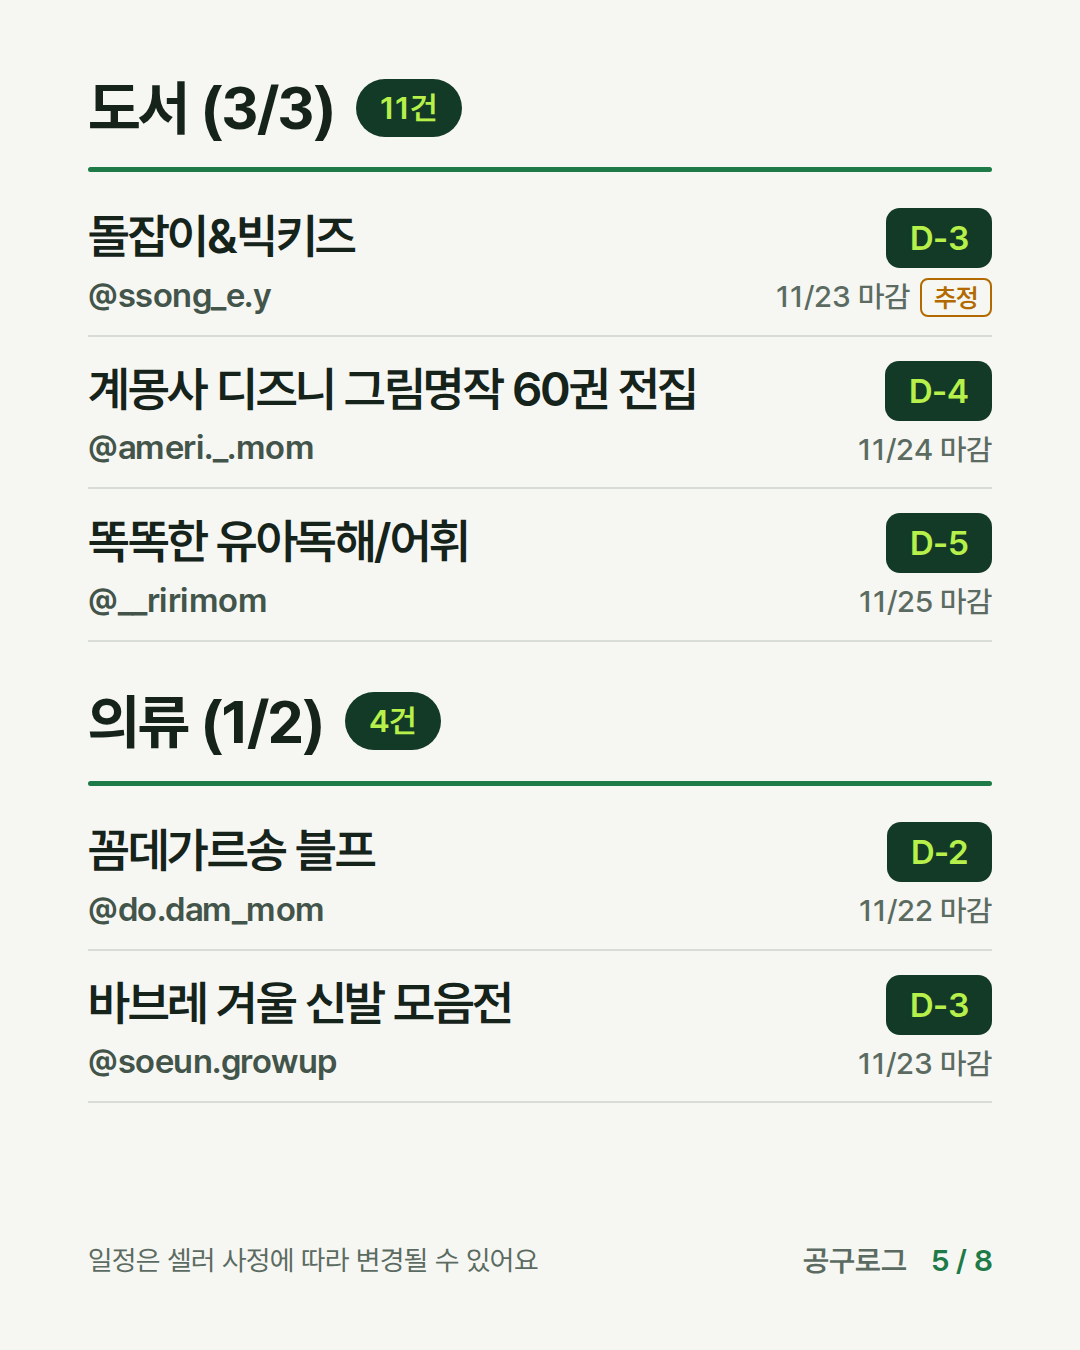 도서 (3/3) 11건
돌잡이&빅키즈 D-3
@ssong_e.y 11/23 마감 추정
계몽사 디즈니 그림명작 60권 전집 D-4
@ameri._.mom 11/24 마감
똑똑한 유아독해/어휘 D-5
@__ririmom 11/25 마감
의류 (1/2) 4건
꼼데가르송 블프 D-2
@do.dam_mom 11/22 마감
바브레 겨울 신발 모음전 D-3
@soeun.growup 11/23 마감
일정은 셀러 사정에 따라 변경될 수 있어요 공구로그 5 / 8